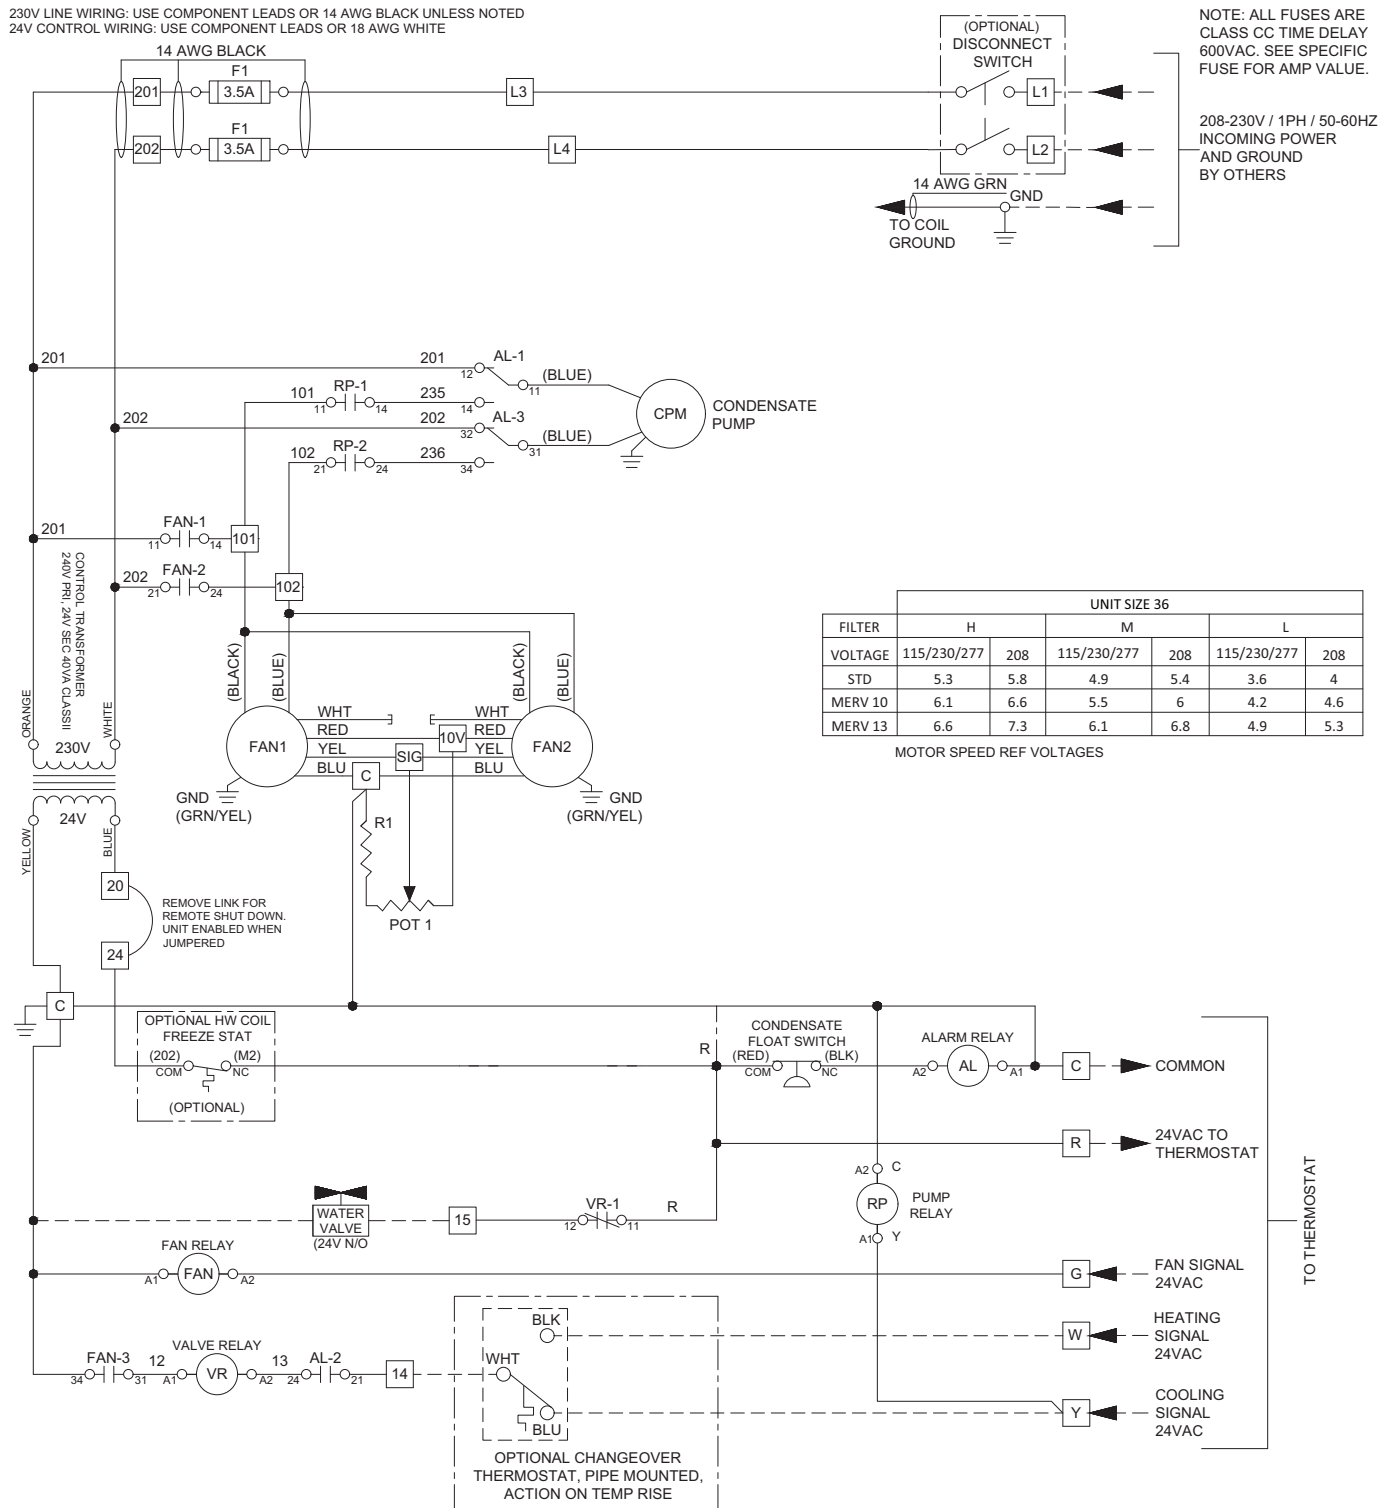 230V LINE WIRING: USE COMPONENT LEADS OR 14 AWG BLACK UNLESS NOTED
24V CONTROL WIRING: USE COMPONENT LEADS OR 18 AWG WHITE
14 AWG BLACK
201
F1
3.5A
L3
202
F1
3.5A
L4
(OPTIONAL)
DISCONNECT
SWITCH
L1
L2
NOTE: ALL FUSES ARE
CLASS CC TIME DELAY
600VAC. SEE SPECIFIC
FUSE FOR AMP VALUE.
208-230V / 1PH / 50-60HZ
INCOMING POWER
AND GROUND
BY OTHERS
14 AWG GRN
GND
TO COIL
GROUND
201
201
12
AL-1
11
(BLUE)
101
11
RP-1
14
235
14
202
202
32
AL-3
31
(BLUE)
102
21
RP-2
24
236
34
CPM
CONDENSATE
PUMP
201
11
FAN-1
14
101
202
21
FAN-2
24
102
CONTROL TRANSFORMER
240V PRI, 24V SEC 40VA CLASSII
ORANGE
WHITE
230V
24V
YELLOW
BLUE
(BLACK)
(BLUE)
(BLACK)
(BLUE)
FAN1
FAN2
WHT
WHT
RED
10V
RED
YEL
SIG
YEL
BLU
C
BLU
GND
(GRN/YEL)
GND
(GRN/YEL)
R1
POT 1
UNIT SIZE 36
FILTER H M L
VOLTAGE 115/230/277 208 115/230/277 208 115/230/277 208
STD 5.3 5.8 4.9 5.4 3.6 4
MERV 10 6.1 6.6 5.5 6 4.2 4.6
MERV 13 6.6 7.3 6.1 6.8 4.9 5.3
MOTOR SPEED REF VOLTAGES
20
24
REMOVE LINK FOR
REMOTE SHUT DOWN.
UNIT ENABLED WHEN
JUMPERED
C
OPTIONAL HW COIL
FREEZE STAT
(202)
COM
(M2)
NC
(OPTIONAL)
R
CONDENSATE
FLOAT SWITCH
(RED)
COM
(BLK)
NC
ALARM RELAY
A2
AL
A1
C
COMMON
R
24VAC TO
THERMOSTAT
A2
C
RP
PUMP
RELAY
A1
Y
WATER
VALVE
(24V N/O
15
12
VR-1
11
R
FAN RELAY
A1
FAN
A2
G
FAN SIGNAL
24VAC
W
HEATING
SIGNAL
24VAC
Y
COOLING
SIGNAL
24VAC
TO THERMOSTAT
34
FAN-3
31
12
VALVE RELAY
A1
VR
A2
13
24
AL-2
21
14
BLK
WHT
BLU
OPTIONAL CHANGEOVER
THERMOSTAT, PIPE MOUNTED,
ACTION ON TEMP RISE